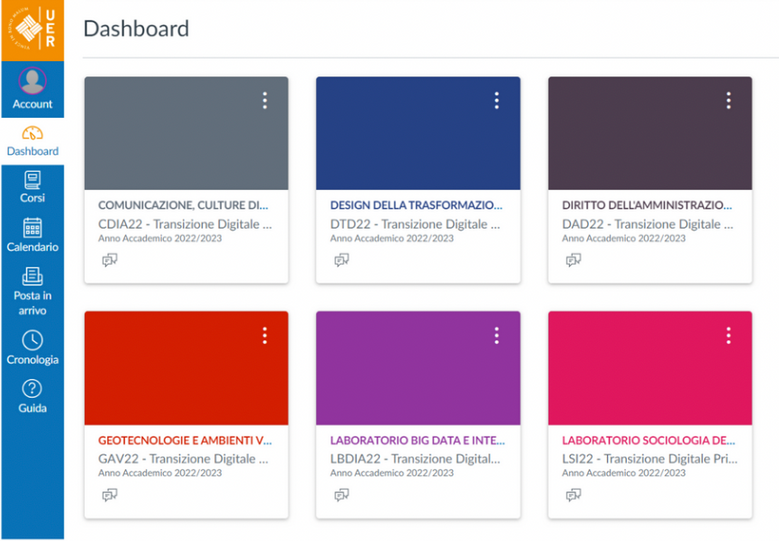 UER
Dashboard
Account
Dashboard
Corsi
Calendario
Posta in
arrivo
Cronologia
Guida
COMUNICAZIONE, CULTURE DI...
CDIA22 - Transizione Digitale ...
Anno Accademico 2022/2023
DESIGN DELLA TRASFORMAZIO...
DTD22 - Transizione Digitale ...
Anno Accademico 2022/2023
DIRITTO DELL'AMMINISTRAZIO...
DAD22 - Transizione Digitale ...
Anno Accademico 2022/2023
GEOTECNOLOGIE E AMBIENTI V...
GAV22 - Transizione Digitale ...
Anno Accademico 2022/2023
LABORATORIO BIG DATA E INTE...
LBDIA22 - Transizione Digital...
Anno Accademico 2022/2023
LABORATORIO SOCIOLOGIA DE...
LSI22 - Transizione Digitale Pri...
Anno Accademico 2022/2023